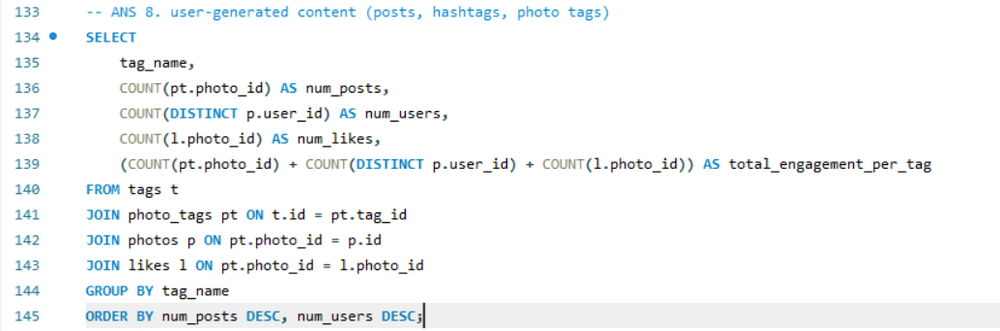 133 -- ANS 8. user-generated content (posts, hashtags, photo tags)
134 SELECT
135 tag_name,
136 COUNT(pt.photo_id) AS num_posts,
137 COUNT(DISTINCT p.user_id) AS num_users,
138 COUNT(l.photo_id) AS num_likes,
139 (COUNT(pt.photo_id) + COUNT(DISTINCT p.user_id) + COUNT(l.photo_id)) AS total_engagement_per_tag
140 FROM tags t
141 JOIN photo_tags pt ON t.id = pt.tag_id
142 JOIN photos p ON pt.photo_id = p.id
143 JOIN likes l ON pt.photo_id = l.photo_id
144 GROUP BY tag_name
145 ORDER BY num_posts DESC, num_users DESC;